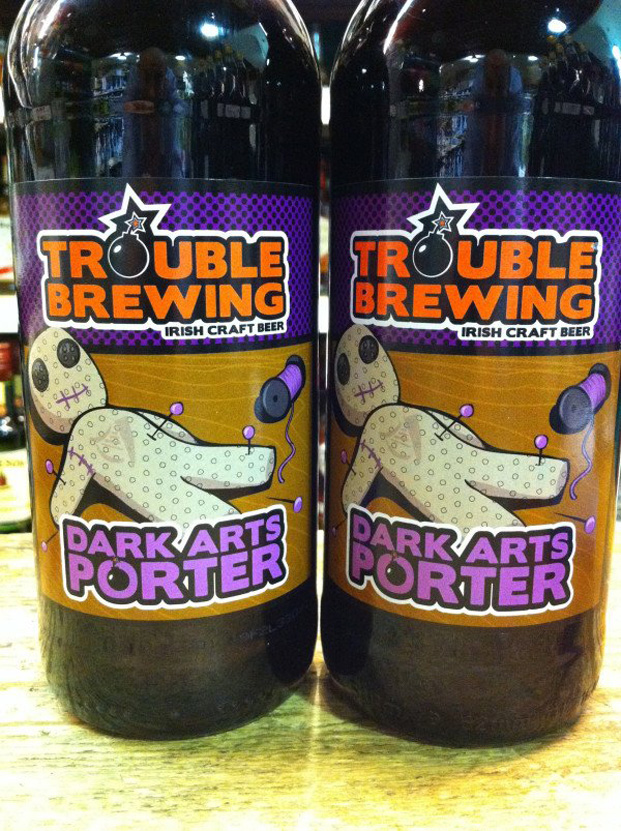 TROUBLE
BREWING
IRISH CRAFT BEER
DARK ARTS
PORTER
TROUBLE
BREWING
IRISH CRAFT BEER
DARK ARTS
PORTER